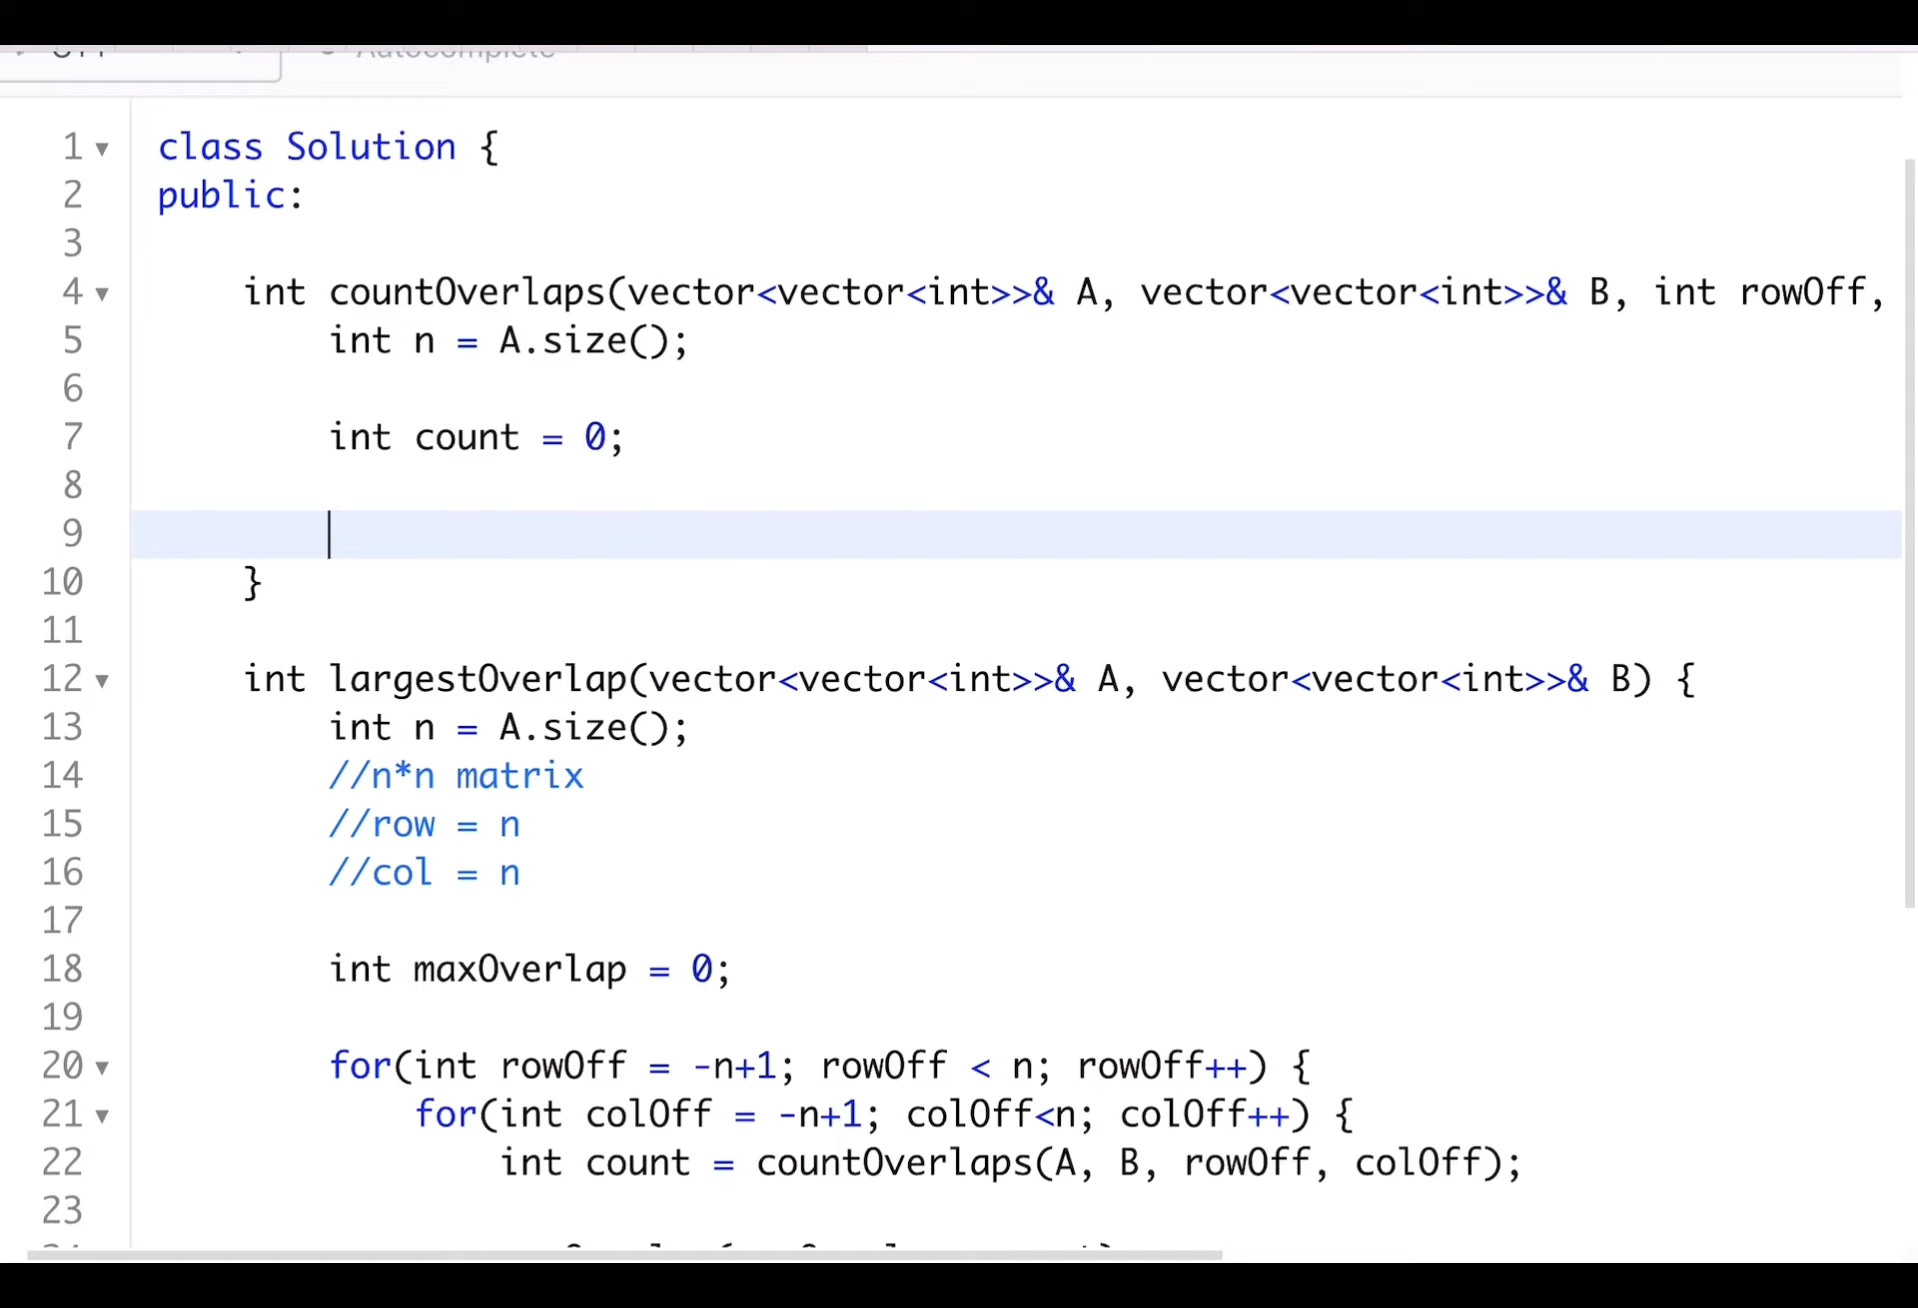 Autocomplete
1 class Solution {
2 public:
3
4 int countOverlaps(vector<vector<int>>& A, vector<vector<int>>& B, int rowOff,
5 int n = A.size();
6
7 int count = 0;
8
9
10 }
11
12 int largestOverlap(vector<vector<int>>& A, vector<vector<int>>& B) {
13 int n = A.size();
14 //n*n matrix
15 //row = n
16 //col = n
17
18 int maxOverlap = 0;
19
20 for(int rowOff = -n+1; rowOff < n; rowOff++) {
21 for(int colOff = -n+1; colOff<n; colOff++) {
22 int count = countOverlaps(A, B, rowOff, colOff);
23